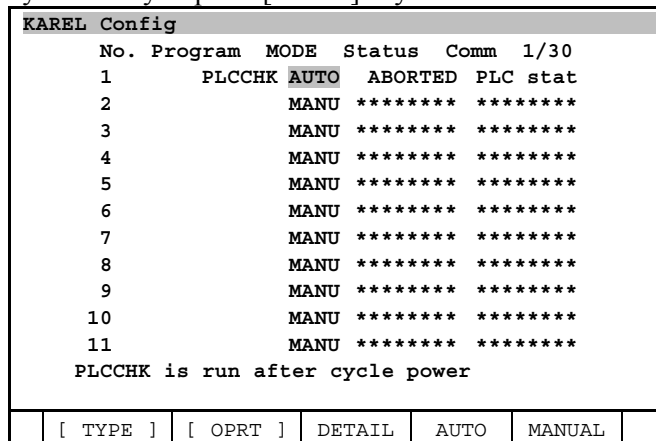 KAREL Config
No. Program MODE Status Comm 1/30
1 PLCCHK AUTO ABORTED PLC stat
2 MANU ******** ********
3 MANU ******** ********
4 MANU ******** ********
5 MANU ******** ********
6 MANU ******** ********
7 MANU ******** ********
8 MANU ******** ********
9 MANU ******** ********
10 MANU ******** ********
11 MANU ******** ********
PLCCHK is run after cycle power
[ TYPE ] [ OPRT ] DETAIL AUTO MANUAL